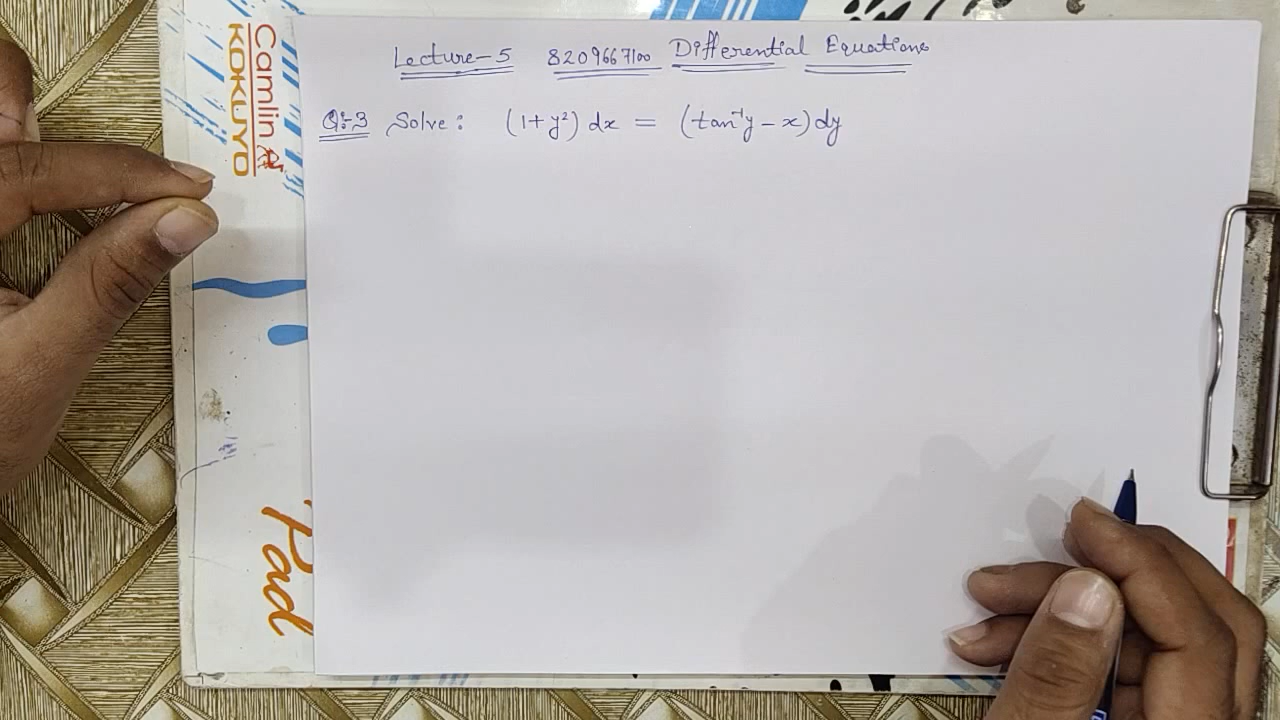 Lecture-5 8209667100 Differential Equations
Q:-3 Solve: (1+y²) dx = (tan⁻¹y - x) dy
Camlin
KOKUYO
Pad